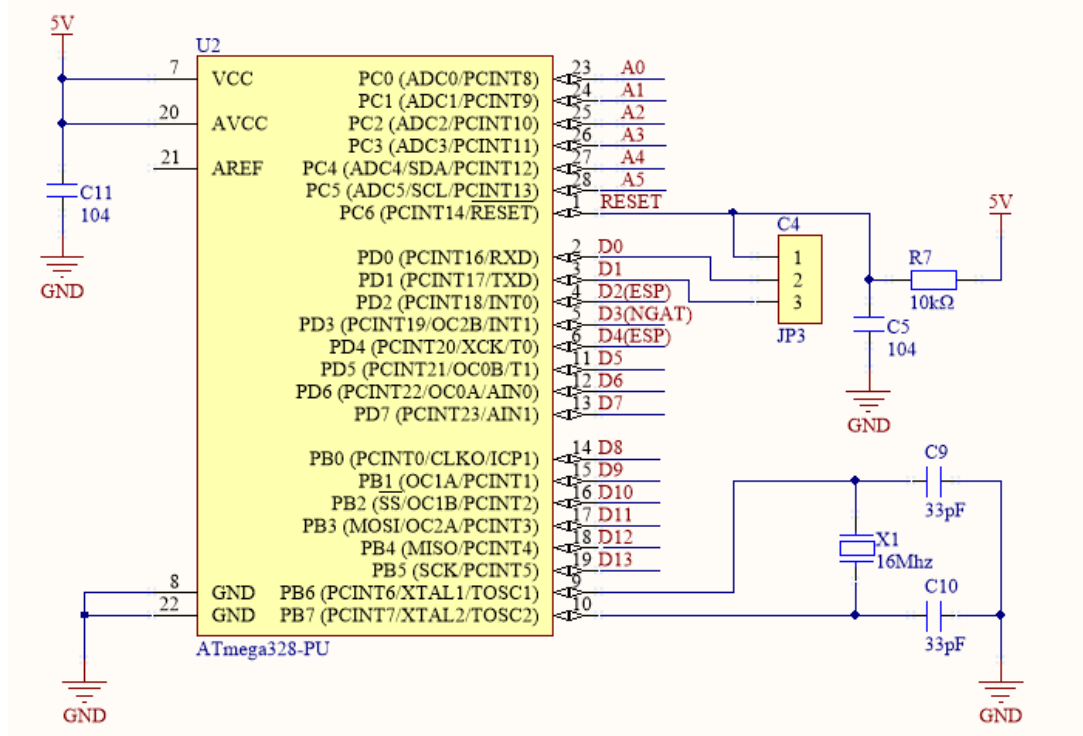 5V
U2
7 VCC
20 AVCC
21 AREF
C11
104
GND
8 GND
22 GND
GND
ATmega328-PU
PC0 (ADC0/PCINT8) 23 A0
PC1 (ADC1/PCINT9) 24 A1
PC2 (ADC2/PCINT10) 25 A2
PC3 (ADC3/PCINT11) 26 A3
PC4 (ADC4/SDA/PCINT12) 27 A4
PC5 (ADC5/SCL/PCINT13) 28 A5
PC6 (PCINT14/RESET) 1 RESET
PD0 (PCINT16/RXD) 2 D0
PD1 (PCINT17/TXD) 3 D1
PD2 (PCINT18/INT0) 4 D2(ESP)
PD3 (PCINT19/OC2B/INT1) 5 D3(NGAT)
PD4 (PCINT20/XCK/T0) 6 D4(ESP)
PD5 (PCINT21/OC0B/T1) 11 D5
PD6 (PCINT22/OC0A/AIN0) 12 D6
PD7 (PCINT23/AIN1) 13 D7
PB0 (PCINT0/CLKO/ICP1) 14 D8
PB1 (OC1A/PCINT1) 15 D9
PB2 (SS/OC1B/PCINT2) 16 D10
PB3 (MOSI/OC2A/PCINT3) 17 D11
PB4 (MISO/PCINT4) 18 D12
PB5 (SCK/PCINT5) 19 D13
PB6 (PCINT6/XTAL1/TOSC1) 9
PB7 (PCINT7/XTAL2/TOSC2) 10
C4
1
2
3
JP3
5V
R7
10kΩ
C5
104
GND
C9
33pF
X1
16Mhz
C10
33pF
GND